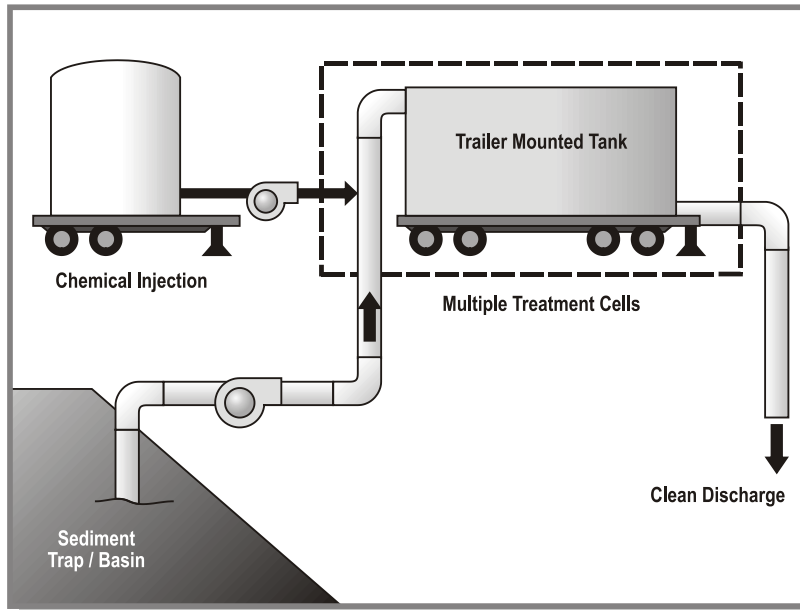 Trailer Mounted Tank
Chemical Injection
Multiple Treatment Cells
Clean Discharge
Sediment
Trap / Basin